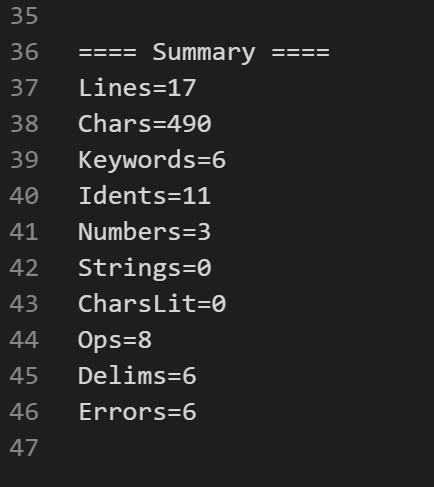 35
36 ==== Summary ====
37 Lines=17
38 Chars=490
39 Keywords=6
40 Idents=11
41 Numbers=3
42 Strings=0
43 CharsLit=0
44 Ops=8
45 Delims=6
46 Errors=6
47